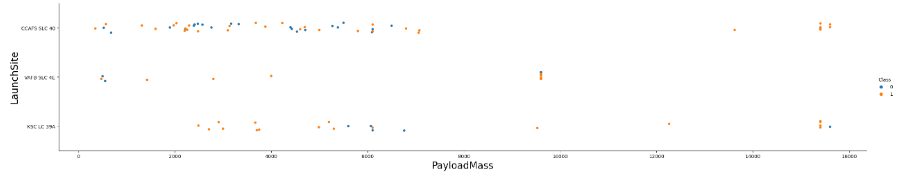 CCAFS SLC 40
VAFB SLC 4E
KSC LC 39A
LaunchSite
0
2000
4000
6000
8000
10000
12000
14000
16000
PayloadMass
Class
0
1